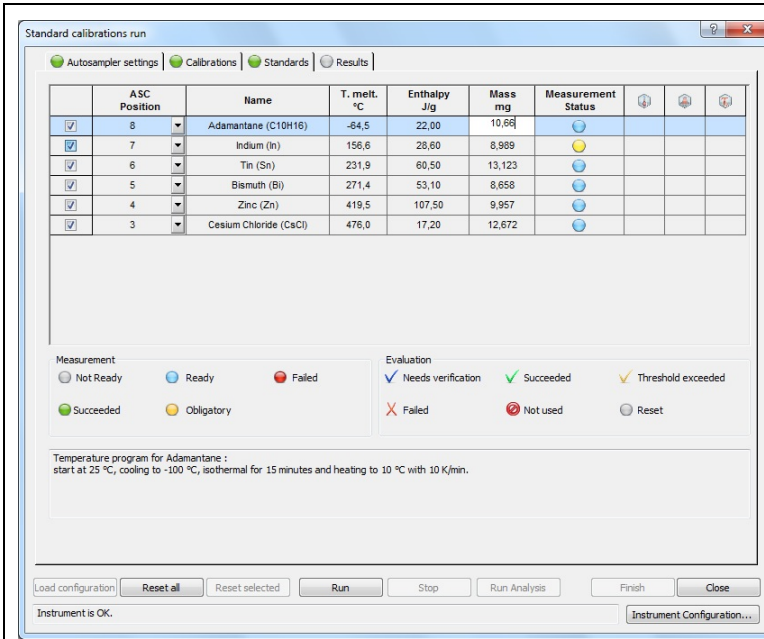 Standard calibrations run
Autosampler settings Calibrations Standards Results
ASC Position Name T. melt. °C Enthalpy J/g Mass mg Measurement Status
8 Adamantane (C10H16) -64,5 22,00 10,66
7 Indium (In) 156,6 28,60 8,989
6 Tin (Sn) 231,9 60,50 13,123
5 Bismuth (Bi) 271,4 53,10 8,658
4 Zinc (Zn) 419,5 107,50 9,957
3 Cesium Chloride (CsCl) 476,0 17,20 12,672
Measurement Evaluation
Not Ready Ready Failed Needs verification Succeeded Threshold exceeded
Succeeded Obligatory Failed Not used Reset
Temperature program for Adamantane :
start at 25 °C, cooling to -100 °C, isothermal for 15 minutes and heating to 10 °C with 10 K/min.
Load configuration Reset all Reset selected Run Stop Run Analysis Finish Close
Instrument is OK. Instrument Configuration...